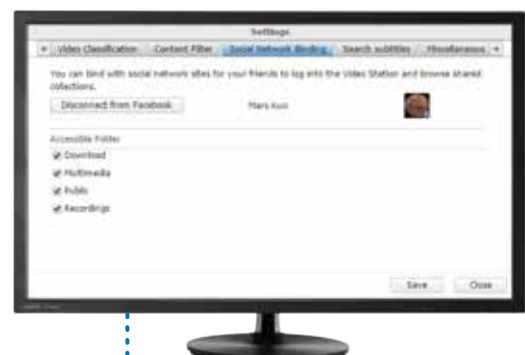 Settings
Video Classification Content Filter Social Network Binding Search subtitles Miscellaneous
You can bind with social network sites for your friends to log into the Video Station and browse shared
collections.
Disconnect from Facebook Mary Kuo
Accessible Folder
Download
Multimedia
Public
Recordings
Save Close